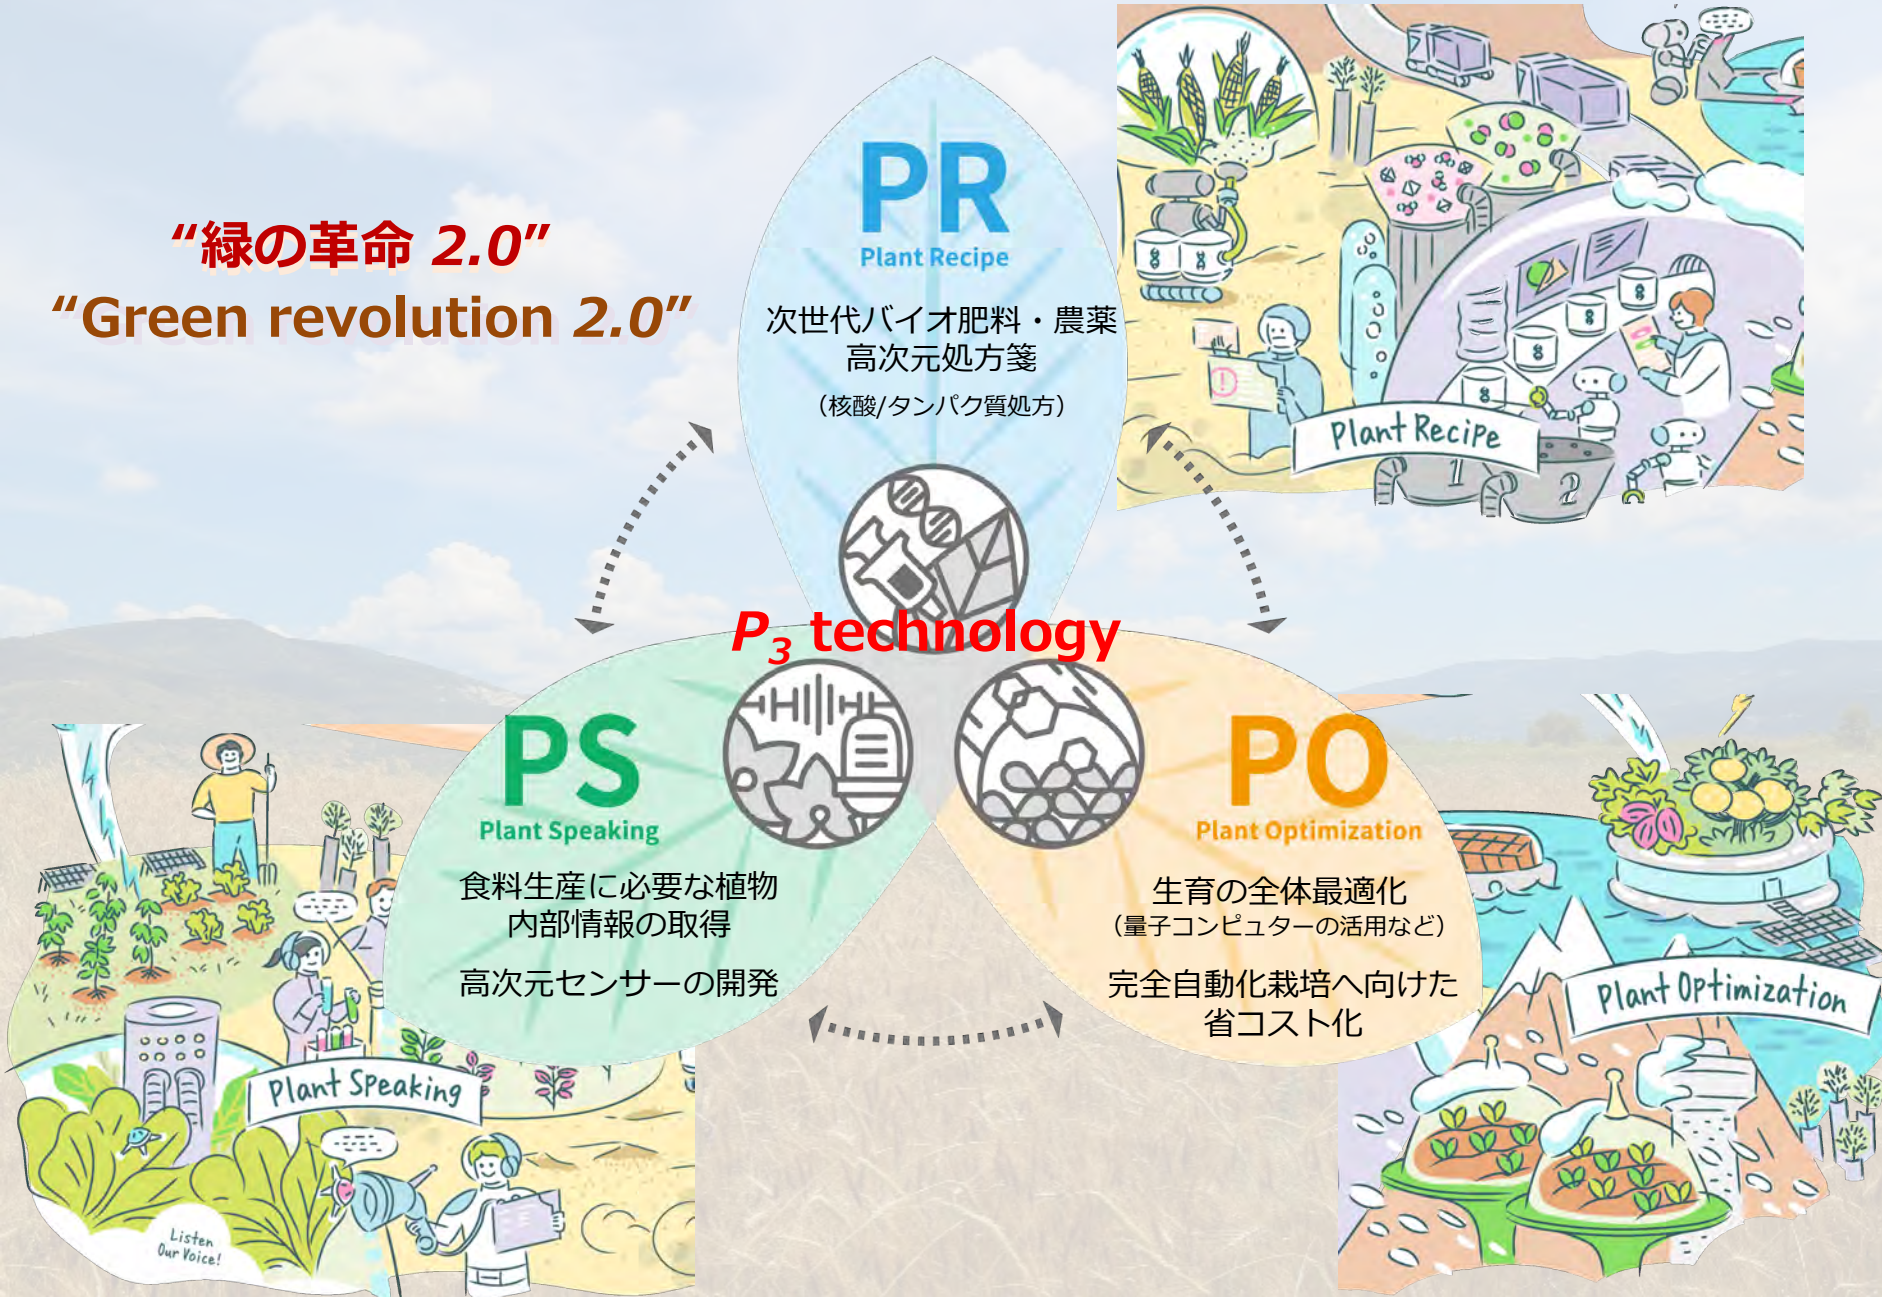 “緑の革命 2.0”
“Green revolution 2.0”
PR
Plant Recipe
次世代バイオ肥料・農薬
高次元処方箋
（核酸/タンパク質処方）
Plant Recipe
1
2
P3 technology
PS
Plant Speaking
食料生産に必要な植物
内部情報の取得
高次元センサーの開発
PO
Plant Optimization
生育の全体最適化
（量子コンピュターの活用など）
完全自動化栽培へ向けた
省コスト化
Plant Speaking
Listen
Our Voice!
Plant Optimization